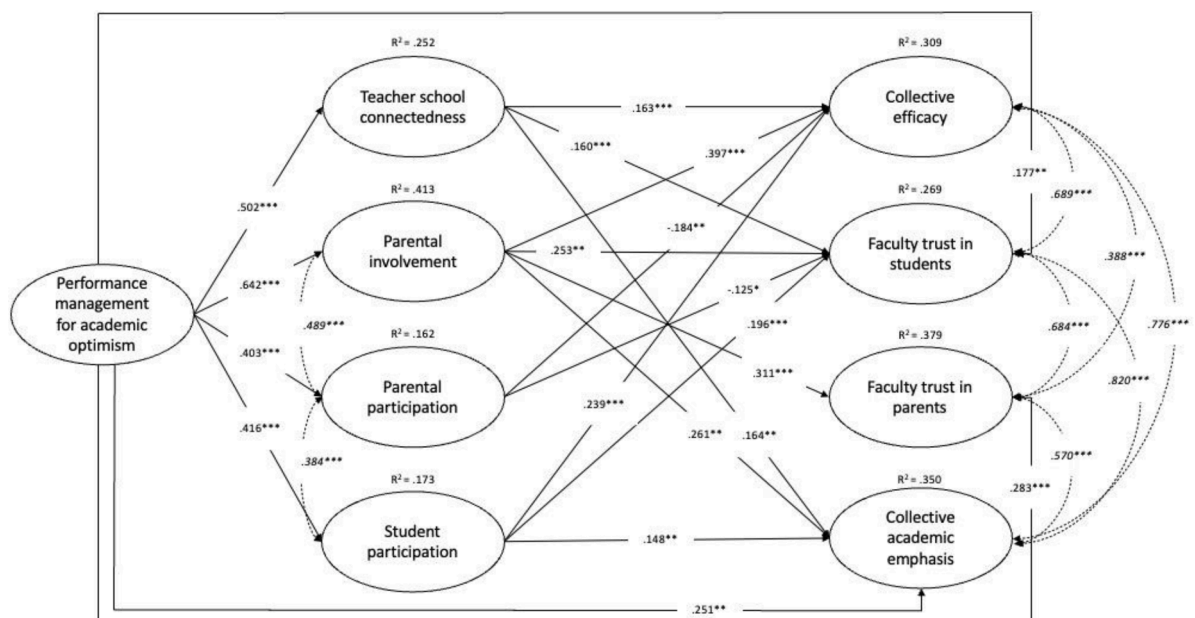 R² = .252
R² = .309
Teacher school
connectedness
.163***
Collective
efficacy
.160***
.397***
.177**
.689***
R² = .413
R² = .269
.502***
-.184**
Parental
involvement
.253**
Faculty trust in
students
.388***
Performance
management
for academic
optimism
.642***
-.125*
.489***
.196***
.684***
.776***
R² = .162
R² = .379
.403***
.311***
.820***
Parental
participation
Faculty trust in
parents
.239***
.416***
.261**
.164**
.384***
.570***
R² = .173
R² = .350
.283***
Student
participation
.148**
Collective
academic
emphasis
.251**